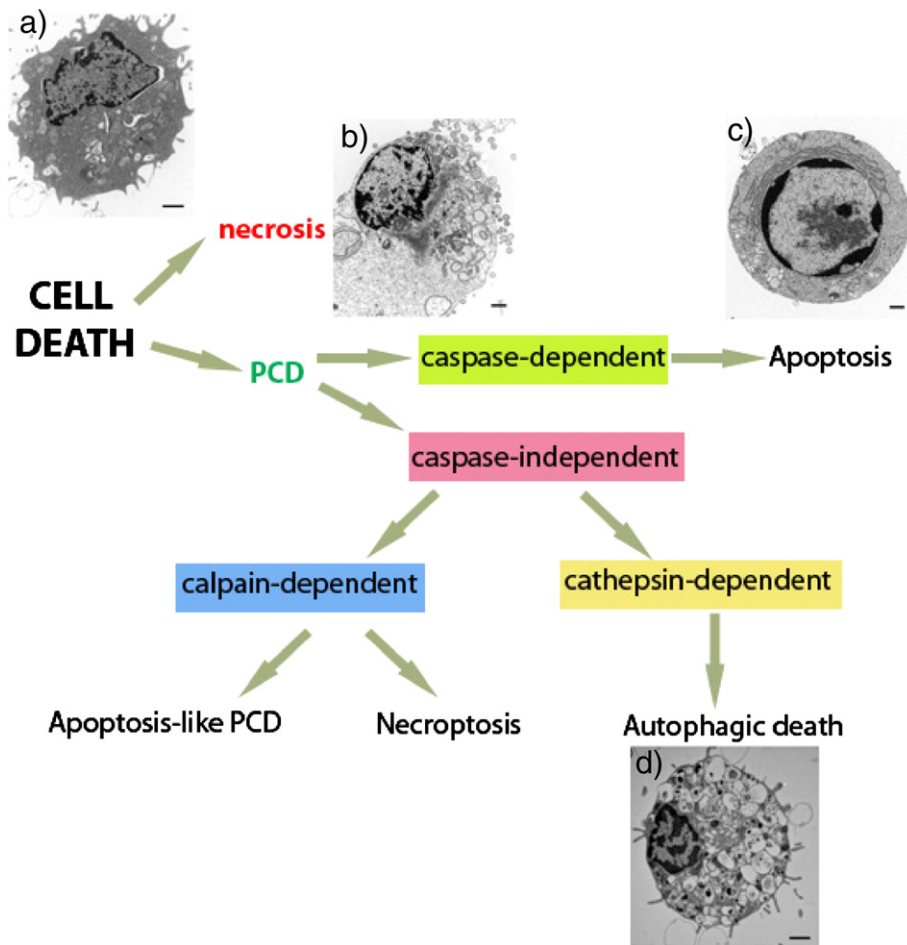 a)
b)
c)
necrosis
CELL
DEATH
PCD
caspase-dependent
Apoptosis
caspase-independent
calpain-dependent
cathepsin-dependent
Apoptosis-like PCD
Necroptosis
Autophagic death
d)